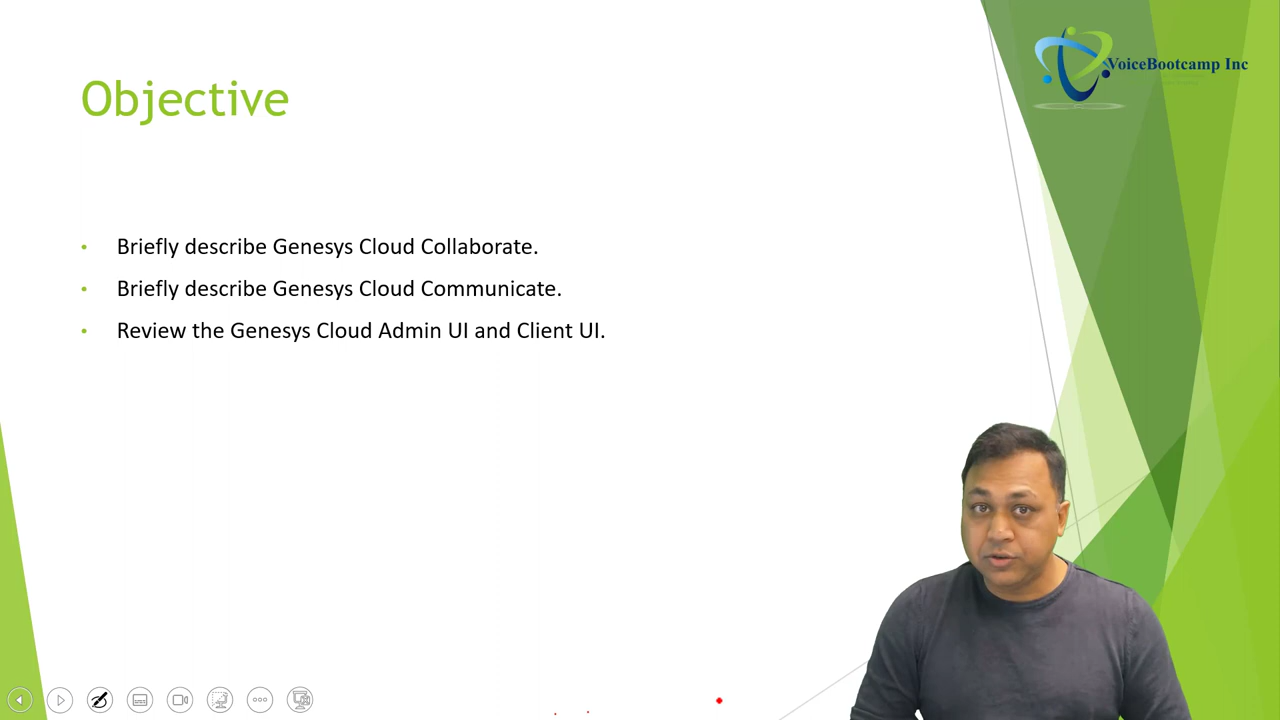 VoiceBootcamp Inc
Objective
• Briefly describe Genesys Cloud Collaborate.
• Briefly describe Genesys Cloud Communicate.
• Review the Genesys Cloud Admin UI and Client UI.